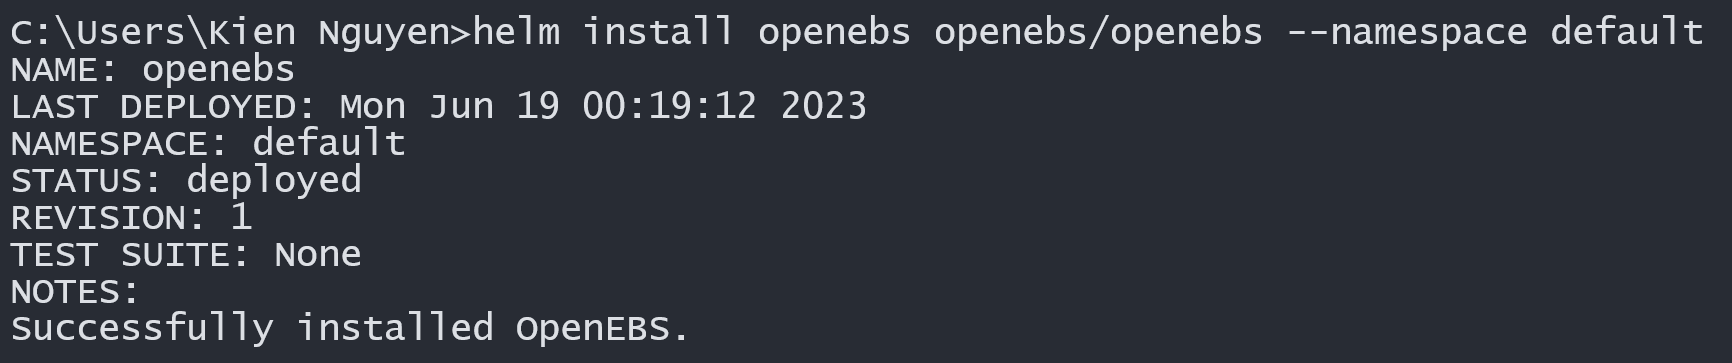 C:\Users\Kien Nguyen>helm install openebs openebs/openebs --namespace default
NAME: openebs
LAST DEPLOYED: Mon Jun 19 00:19:12 2023
NAMESPACE: default
STATUS: deployed
REVISION: 1
TEST SUITE: None
NOTES:
Successfully installed OpenEBS.